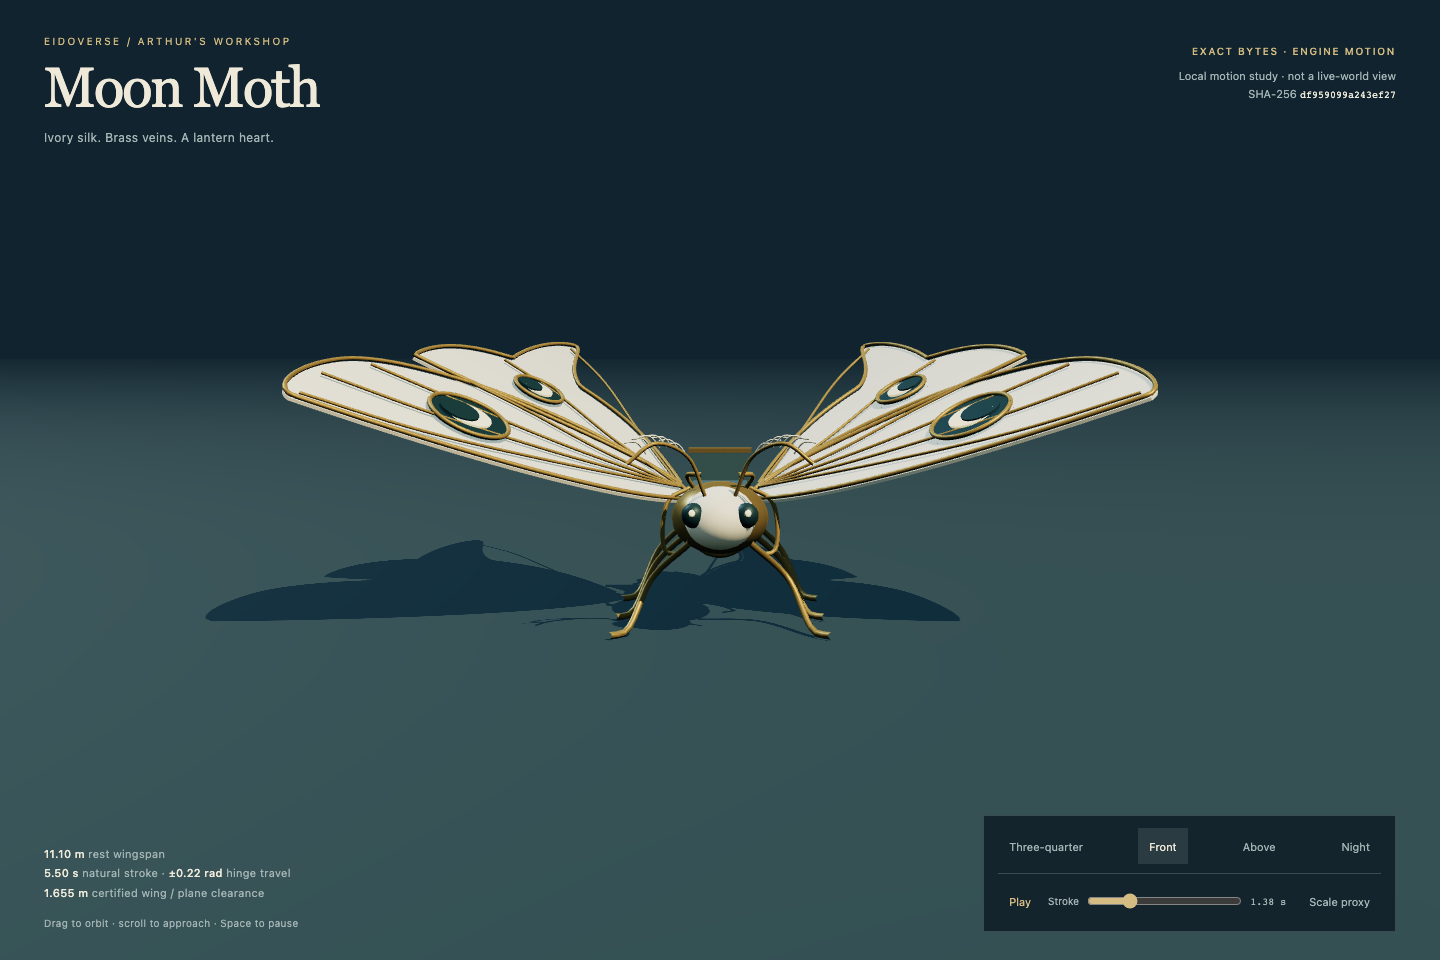 EIDOVERSE / ARTHUR'S WORKSHOP
Moon Moth
Ivory silk. Brass veins. A lantern heart.
EXACT BYTES · ENGINE MOTION
Local motion study · not a live-world view
SHA-256 df959099a243ef27
11.10 m rest wingspan
5.50 s natural stroke · ±0.22 rad hinge travel
1.655 m certified wing / plane clearance
Drag to orbit · scroll to approach · Space to pause
Three-quarter Front Above Night
Play Stroke 1.38 s Scale proxy